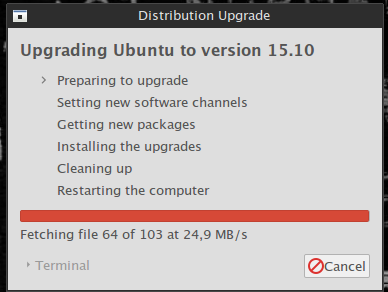 Distribution Upgrade
Upgrading Ubuntu to version 15.10
Preparing to upgrade
Setting new software channels
Getting new packages
Installing the upgrades
Cleaning up
Restarting the computer
Fetching file 64 of 103 at 24,9 MB/s
Terminal
Cancel